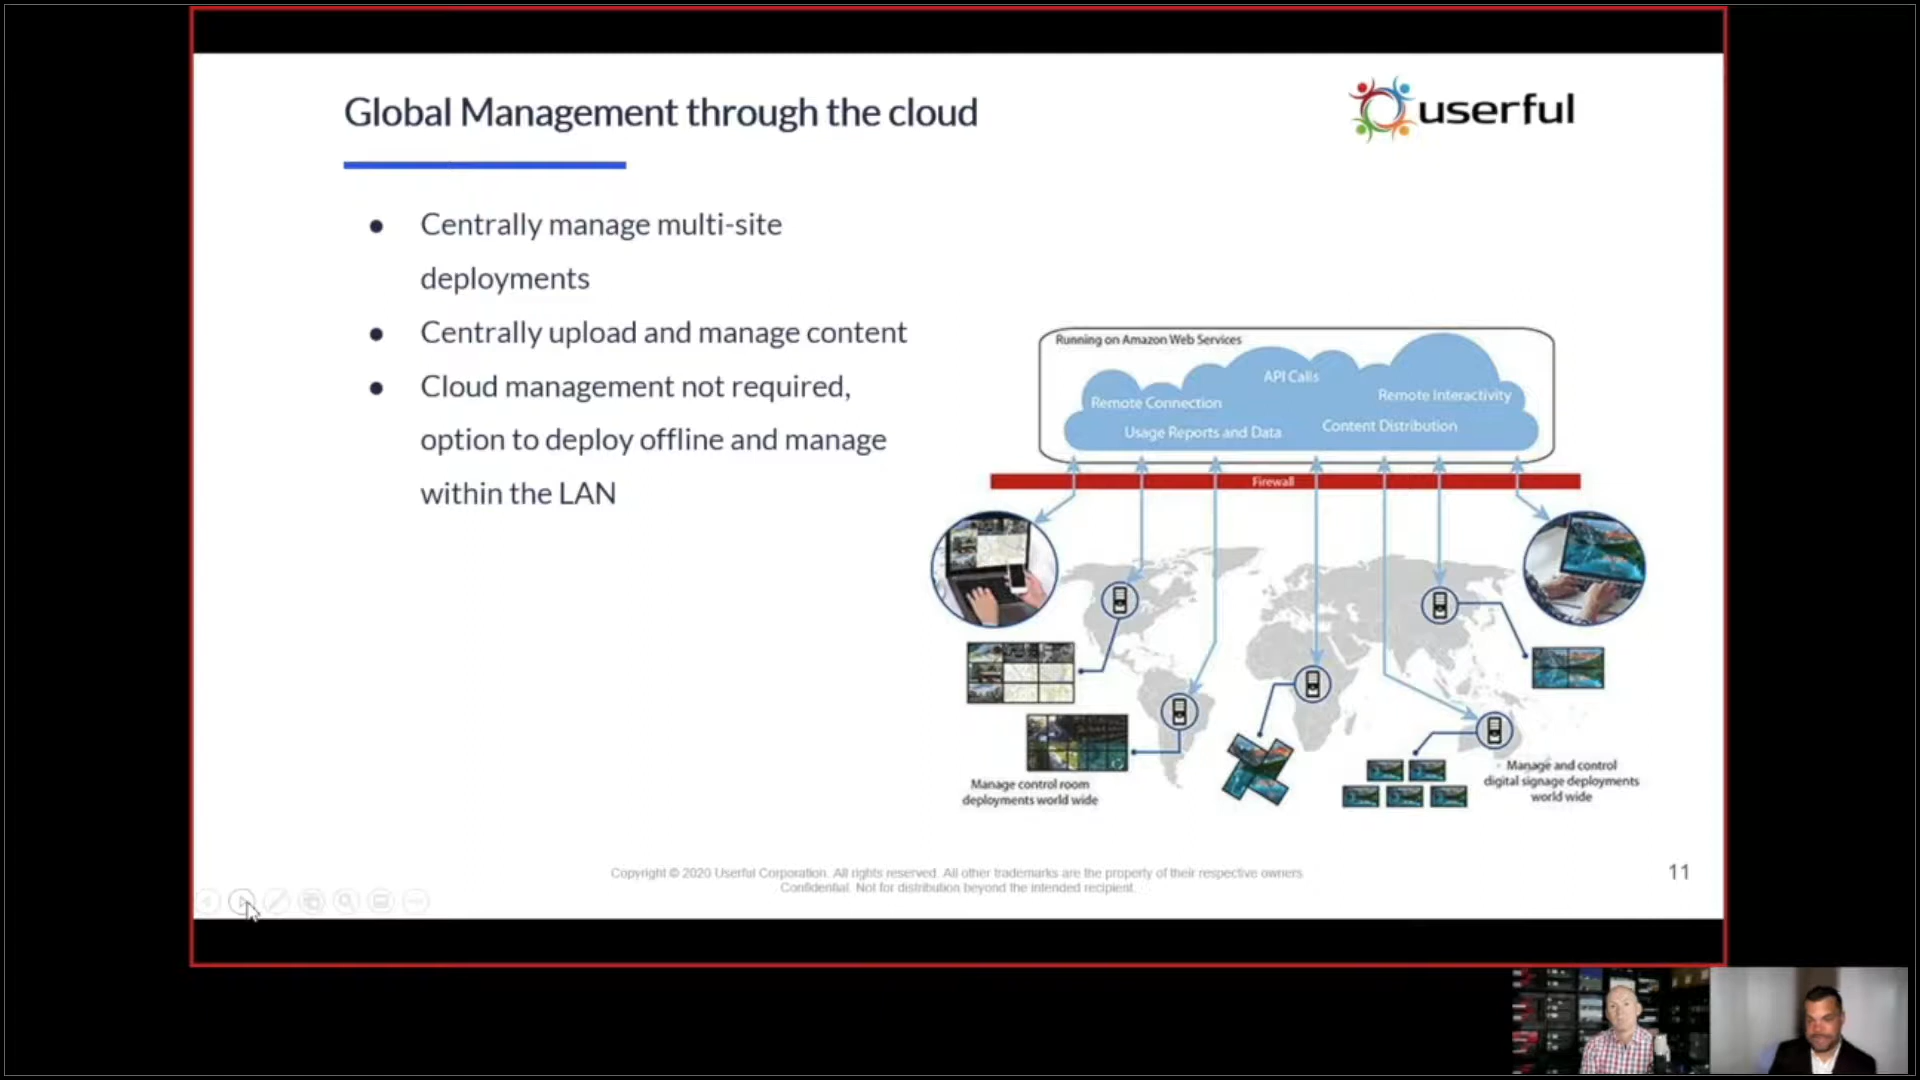 Global Management through the cloud
userful
● Centrally manage multi-site
deployments
● Centrally upload and manage content
● Cloud management not required,
option to deploy offline and manage
within the LAN
Running on Amazon Web Services
API Calls
Remote Connection
Remote Interactivity
Usage Reports and Data
Content Distribution
Firewall
Manage control room
deployments world wide
Manage and control
digital signage deployments
world wide
Copyright © 2020 Userful Corporation. All rights reserved. All other trademarks are the property of their respective owners
Confidential. Not for distribution beyond the intended recipient.
11